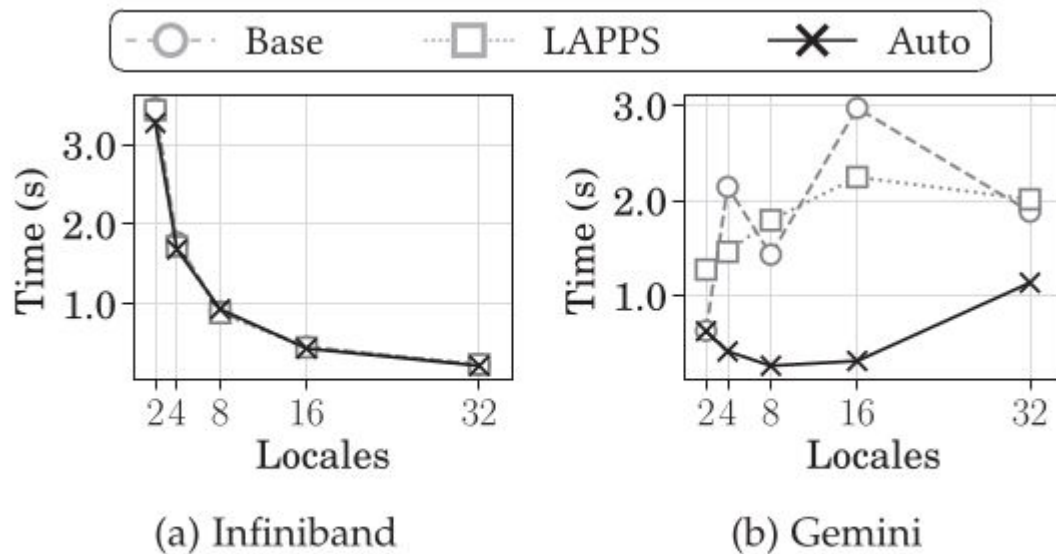 Base LAPPS Auto
3.0
2.0
1.0
Time (s)
2 4 8 16 32
Locales
(a) Infiniband
3.0
2.0
1.0
Time (s)
2 4 8 16 32
Locales
(b) Gemini